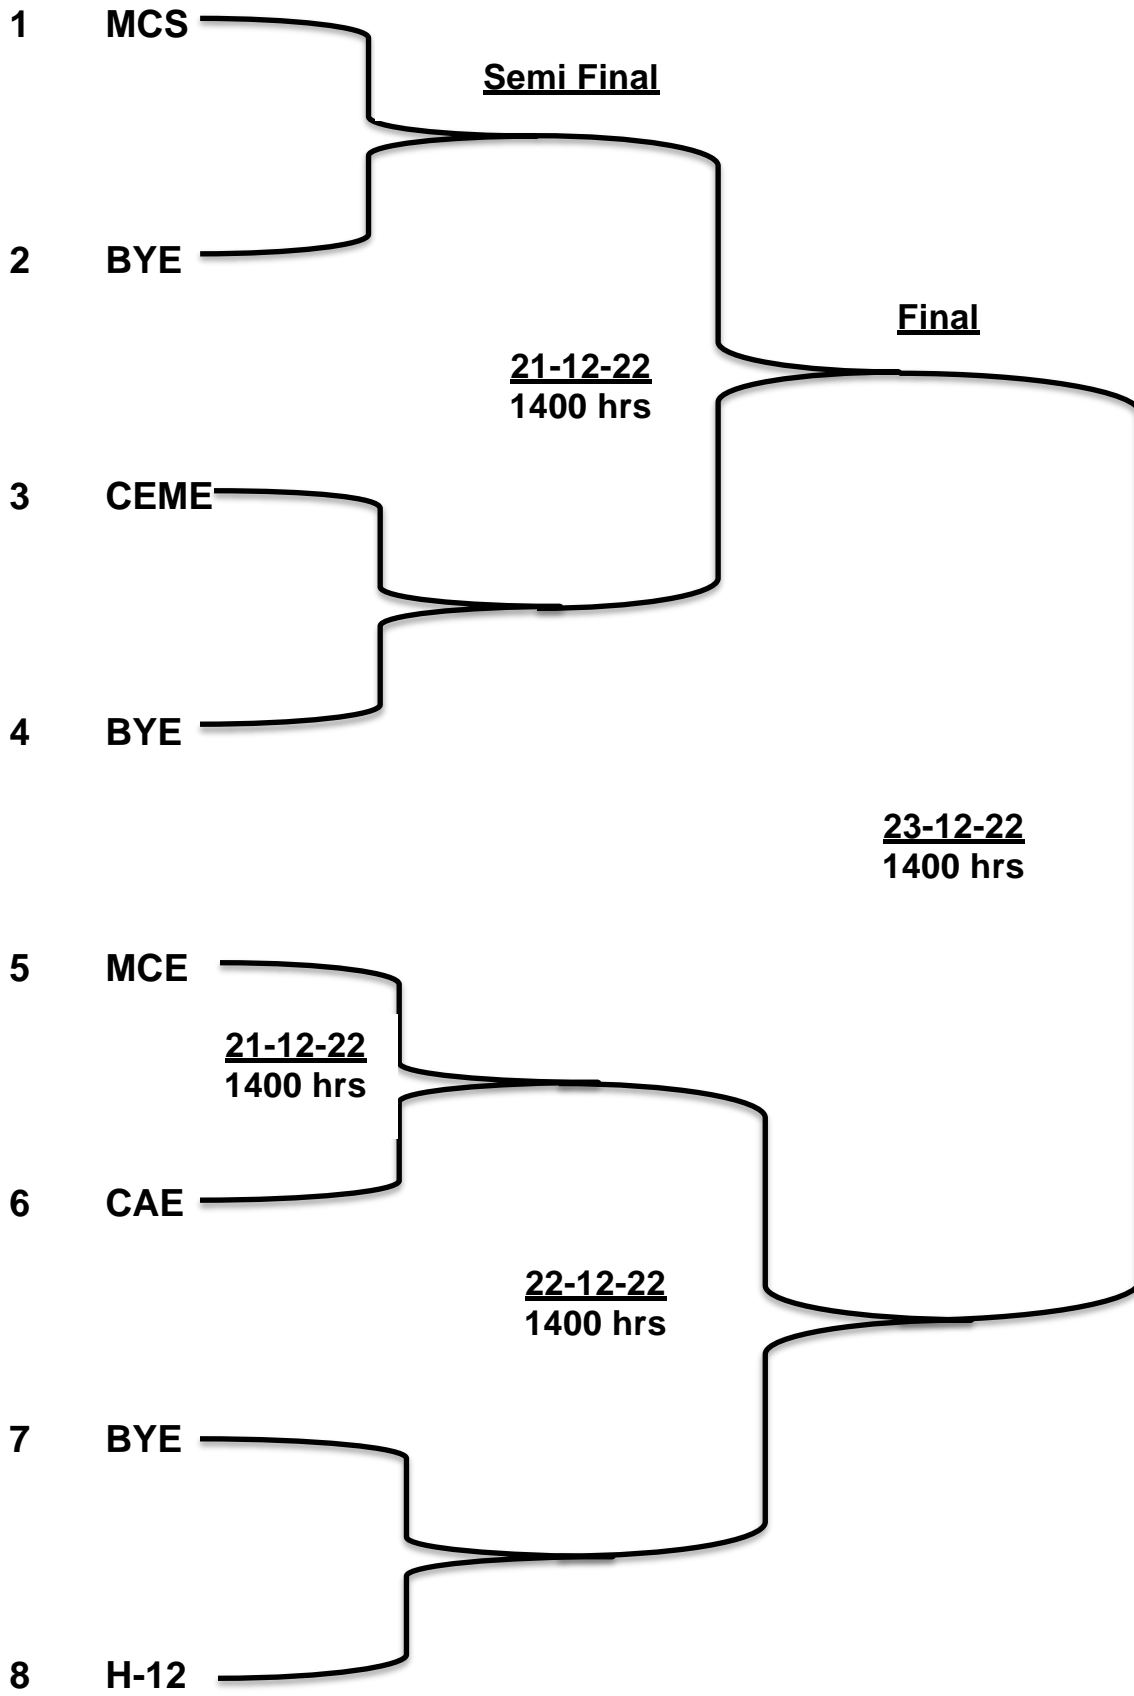 1 MCS
Semi Final
2 BYE
Final
21-12-22
1400 hrs
3 CEME
4 BYE
23-12-22
1400 hrs
5 MCE
21-12-22
1400 hrs
6 CAE
22-12-22
1400 hrs
7 BYE
8 H-12